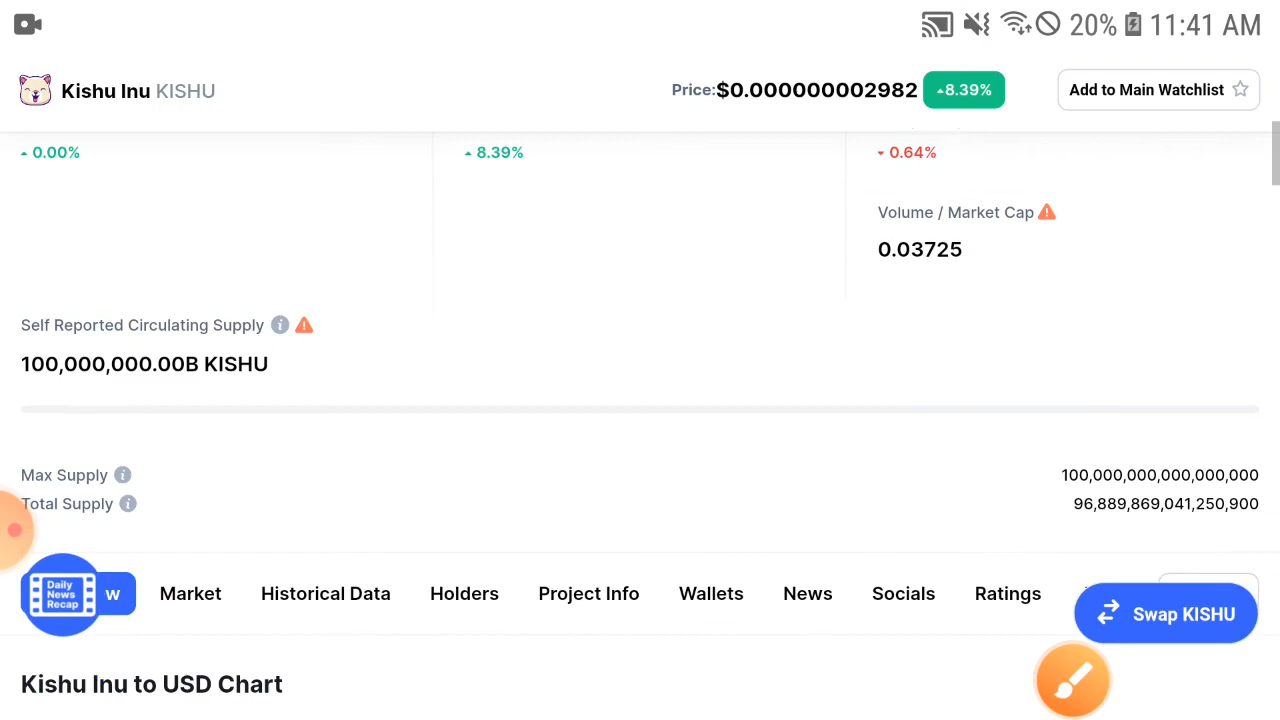 20% 11:41 AM
Kishu Inu KISHU
Price:$0.000000002982 8.39%
Add to Main Watchlist
0.00%
8.39%
0.64%
Volume / Market Cap
0.03725
Self Reported Circulating Supply
100,000,000.00B KISHU
Max Supply 100,000,000,000,000,000
Total Supply 96,889,869,041,250,900
Daily News Recap
w Market Historical Data Holders Project Info Wallets News Socials Ratings
Swap KISHU
Kishu Inu to USD Chart